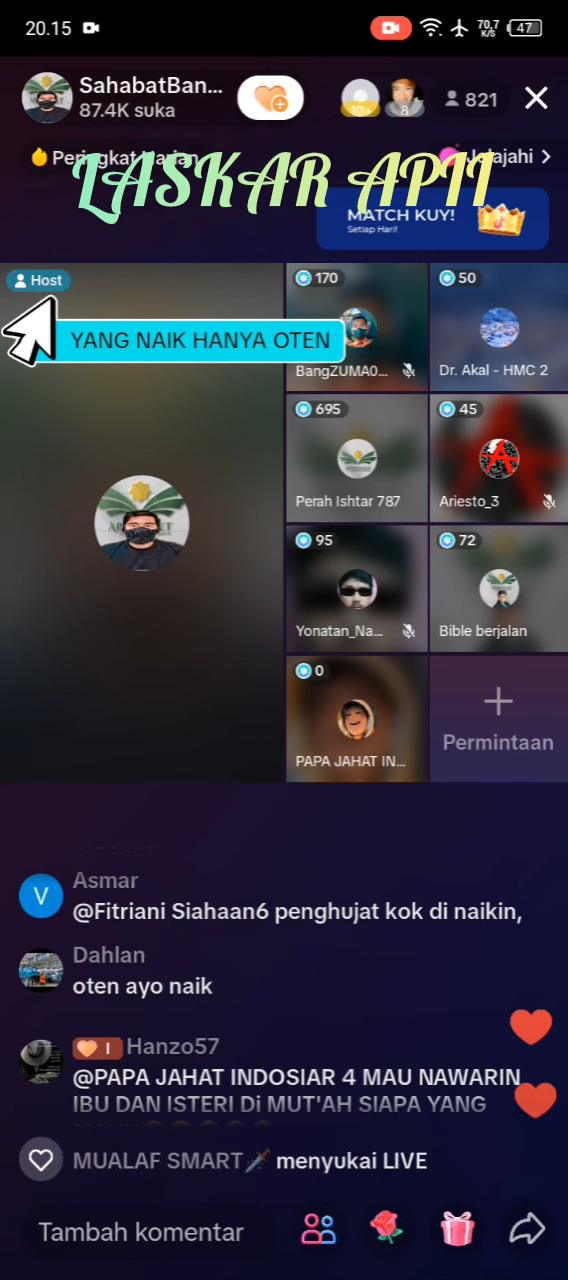 20.15
70,7
K/S
47
SahabatBan...
87.4K suka
10+
8
821
Peringkat Harian
Jelajahi
LASKAR APII
MATCH KUY!
Setiap Hari!
Host
YANG NAIK HANYA OTEN
170
BangZUMA0...
50
Dr. Akal - HMC 2
695
Perah Ishtar 787
45
Ariesto_3
95
Yonatan_Na...
72
Bible berjalan
0
PAPA JAHAT IN...
Permintaan
V
Asmar
@Fitriani Siahaan6 penghujat kok di naikin,
Dahlan
oten ayo naik
I Hanzo57
@PAPA JAHAT INDOSIAR 4 MAU NAWARIN
IBU DAN ISTERI Di MUT'AH SIAPA YANG
MUALAF SMART🗡️ menyukai LIVE
Tambah komentar